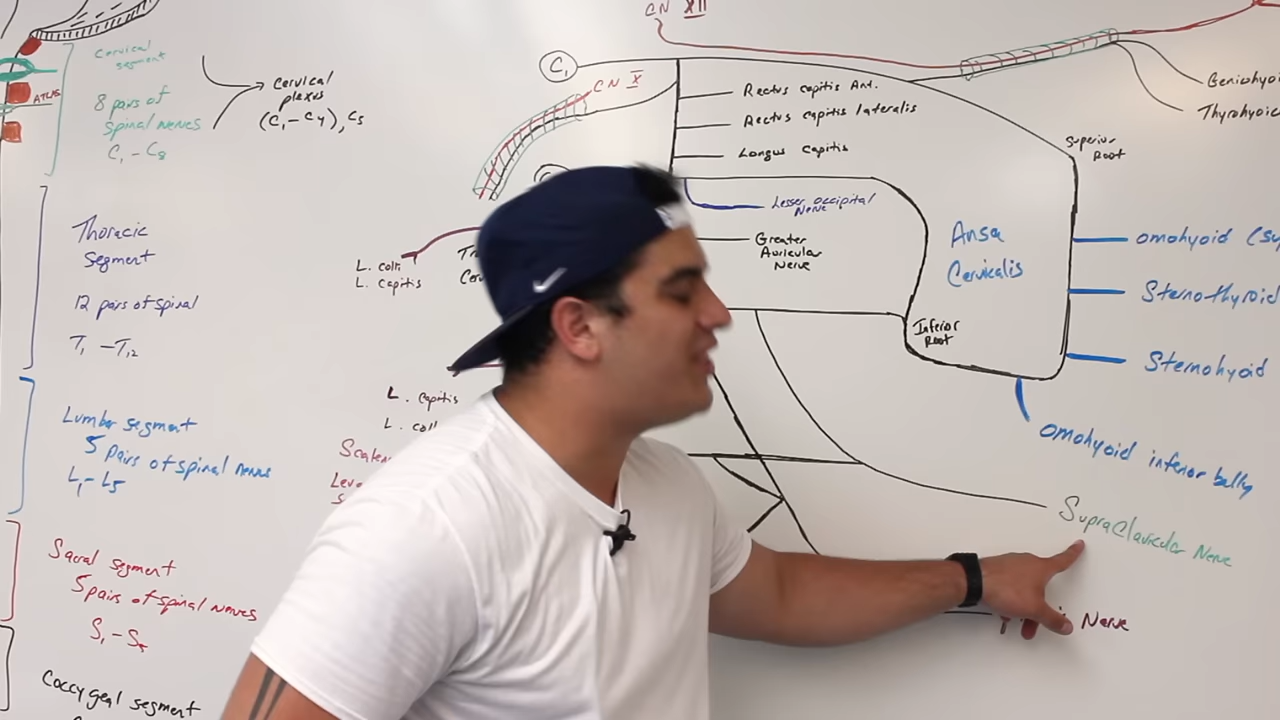 CN XII
Cervical
segment
8 pairs of
spinal nerves
C1 - C8
ATLAS
Cervical
plexus
(C1 - C4), C5
C1
CN X
Rectus capitis Ant.
Rectus capitis lateralis
Longus Capitis
Lesser occipital
Nerve
Greater
Auricular
Nerve
L. colli
L. capitis
Superior
Root
Ansa
Cervicalis
Inferior
Root
Geniohyoid
Thyrohyoid
omohyoid (su
Sternothyroid
Sternohyoid
omohyoid inferior belly
Supraclavicular Nerve
Nerve
L. capitis
L. coll
Thoracic
segment
12 pairs of spinal
T1 - T12
Lumbar segment
5 pairs of spinal nerves
L1 - L5
Sacral segment
5 pairs of spinal nerves
S1 - S5
Coccygeal segment